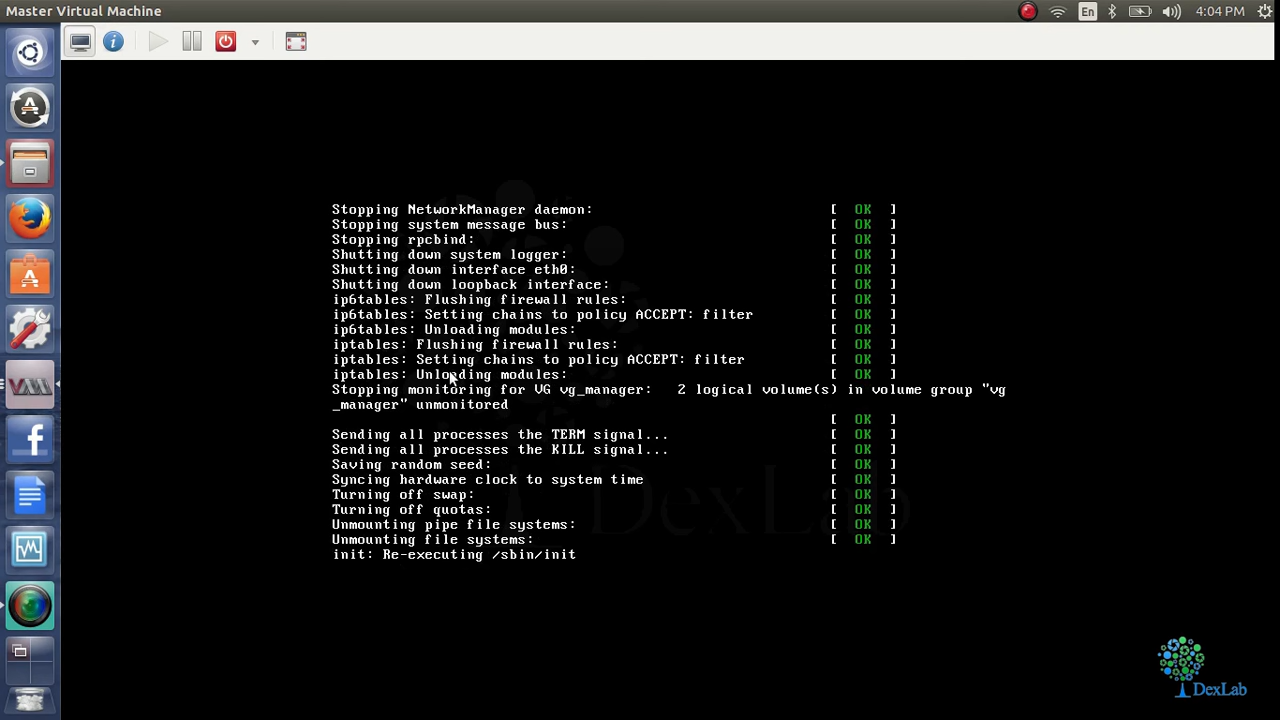 Master Virtual Machine
En
4:04 PM
Stopping NetworkManager daemon: [ OK ]
Stopping system message bus: [ OK ]
Stopping rpcbind: [ OK ]
Shutting down system logger: [ OK ]
Shutting down interface eth0: [ OK ]
Shutting down loopback interface: [ OK ]
ip6tables: Flushing firewall rules: [ OK ]
ip6tables: Setting chains to policy ACCEPT: filter [ OK ]
ip6tables: Unloading modules: [ OK ]
iptables: Flushing firewall rules: [ OK ]
iptables: Setting chains to policy ACCEPT: filter [ OK ]
iptables: Unloading modules: [ OK ]
Stopping monitoring for VG vg_manager: 2 logical volume(s) in volume group "vg
_manager" unmonitored
[ OK ]
Sending all processes the TERM signal... [ OK ]
Sending all processes the KILL signal... [ OK ]
Saving random seed: [ OK ]
Syncing hardware clock to system time [ OK ]
Turning off swap: [ OK ]
Turning off quotas: [ OK ]
Unmounting pipe file systems: [ OK ]
Unmounting file systems: [ OK ]
init: Re-executing /sbin/init
DexLab
DexLab